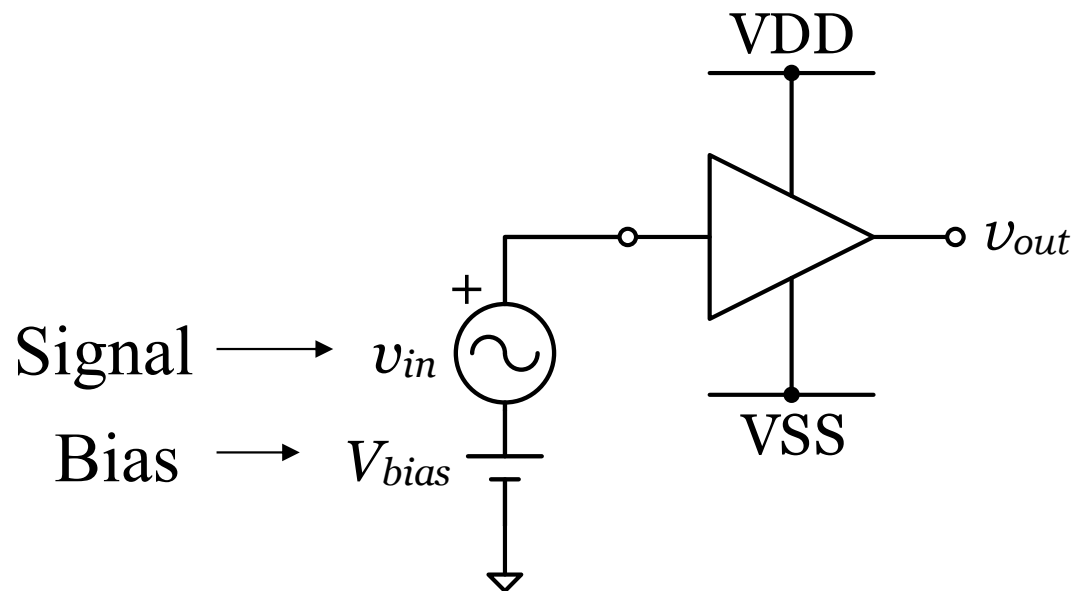 VDD
v_out
+
Signal
v_in
Bias
V_bias
VSS